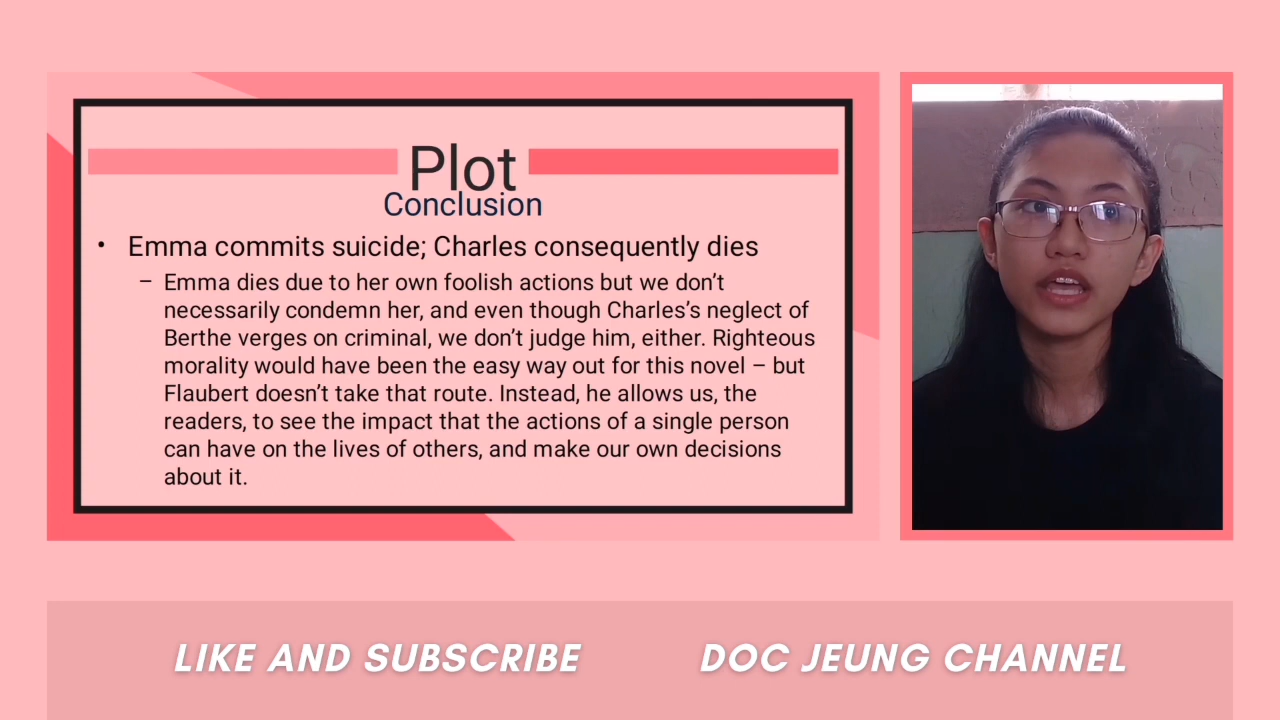 Plot
Conclusion
• Emma commits suicide; Charles consequently dies
– Emma dies due to her own foolish actions but we don’t
necessarily condemn her, and even though Charles’s neglect of
Berthe verges on criminal, we don’t judge him, either. Righteous
morality would have been the easy way out for this novel – but
Flaubert doesn’t take that route. Instead, he allows us, the
readers, to see the impact that the actions of a single person
can have on the lives of others, and make our own decisions
about it.
LIKE AND SUBSCRIBE
DOC JEUNG CHANNEL